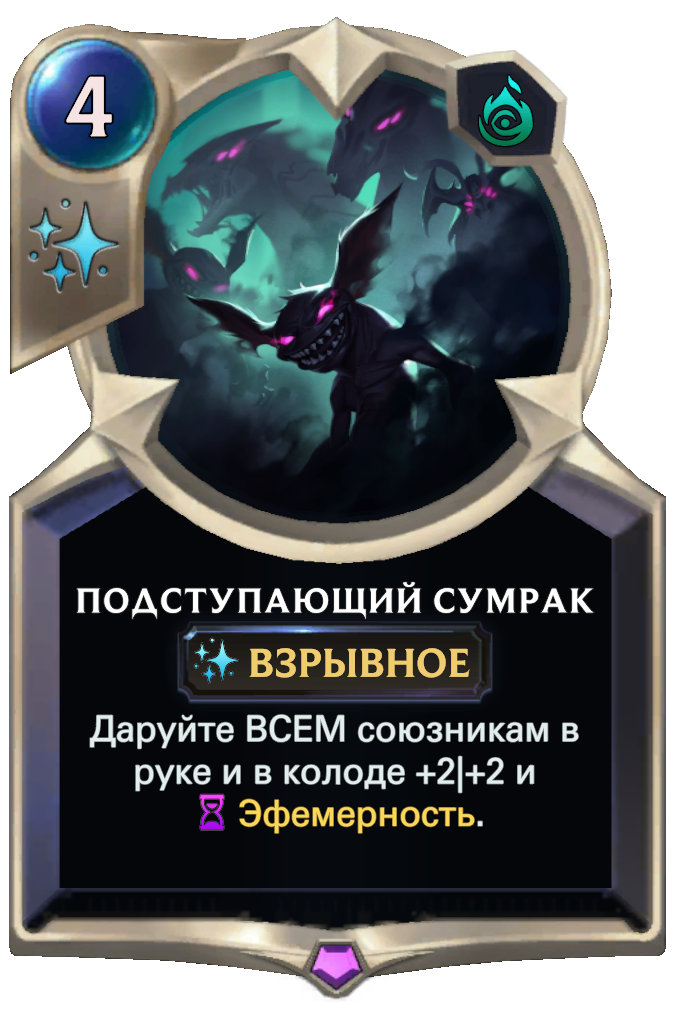 4
ПОДСТУПАЮЩИЙ СУМРАК
ВЗРЫВНОЕ
Даруйте ВСЕМ союзникам в
руке и в колоде +2|+2 и
Эфемерность.